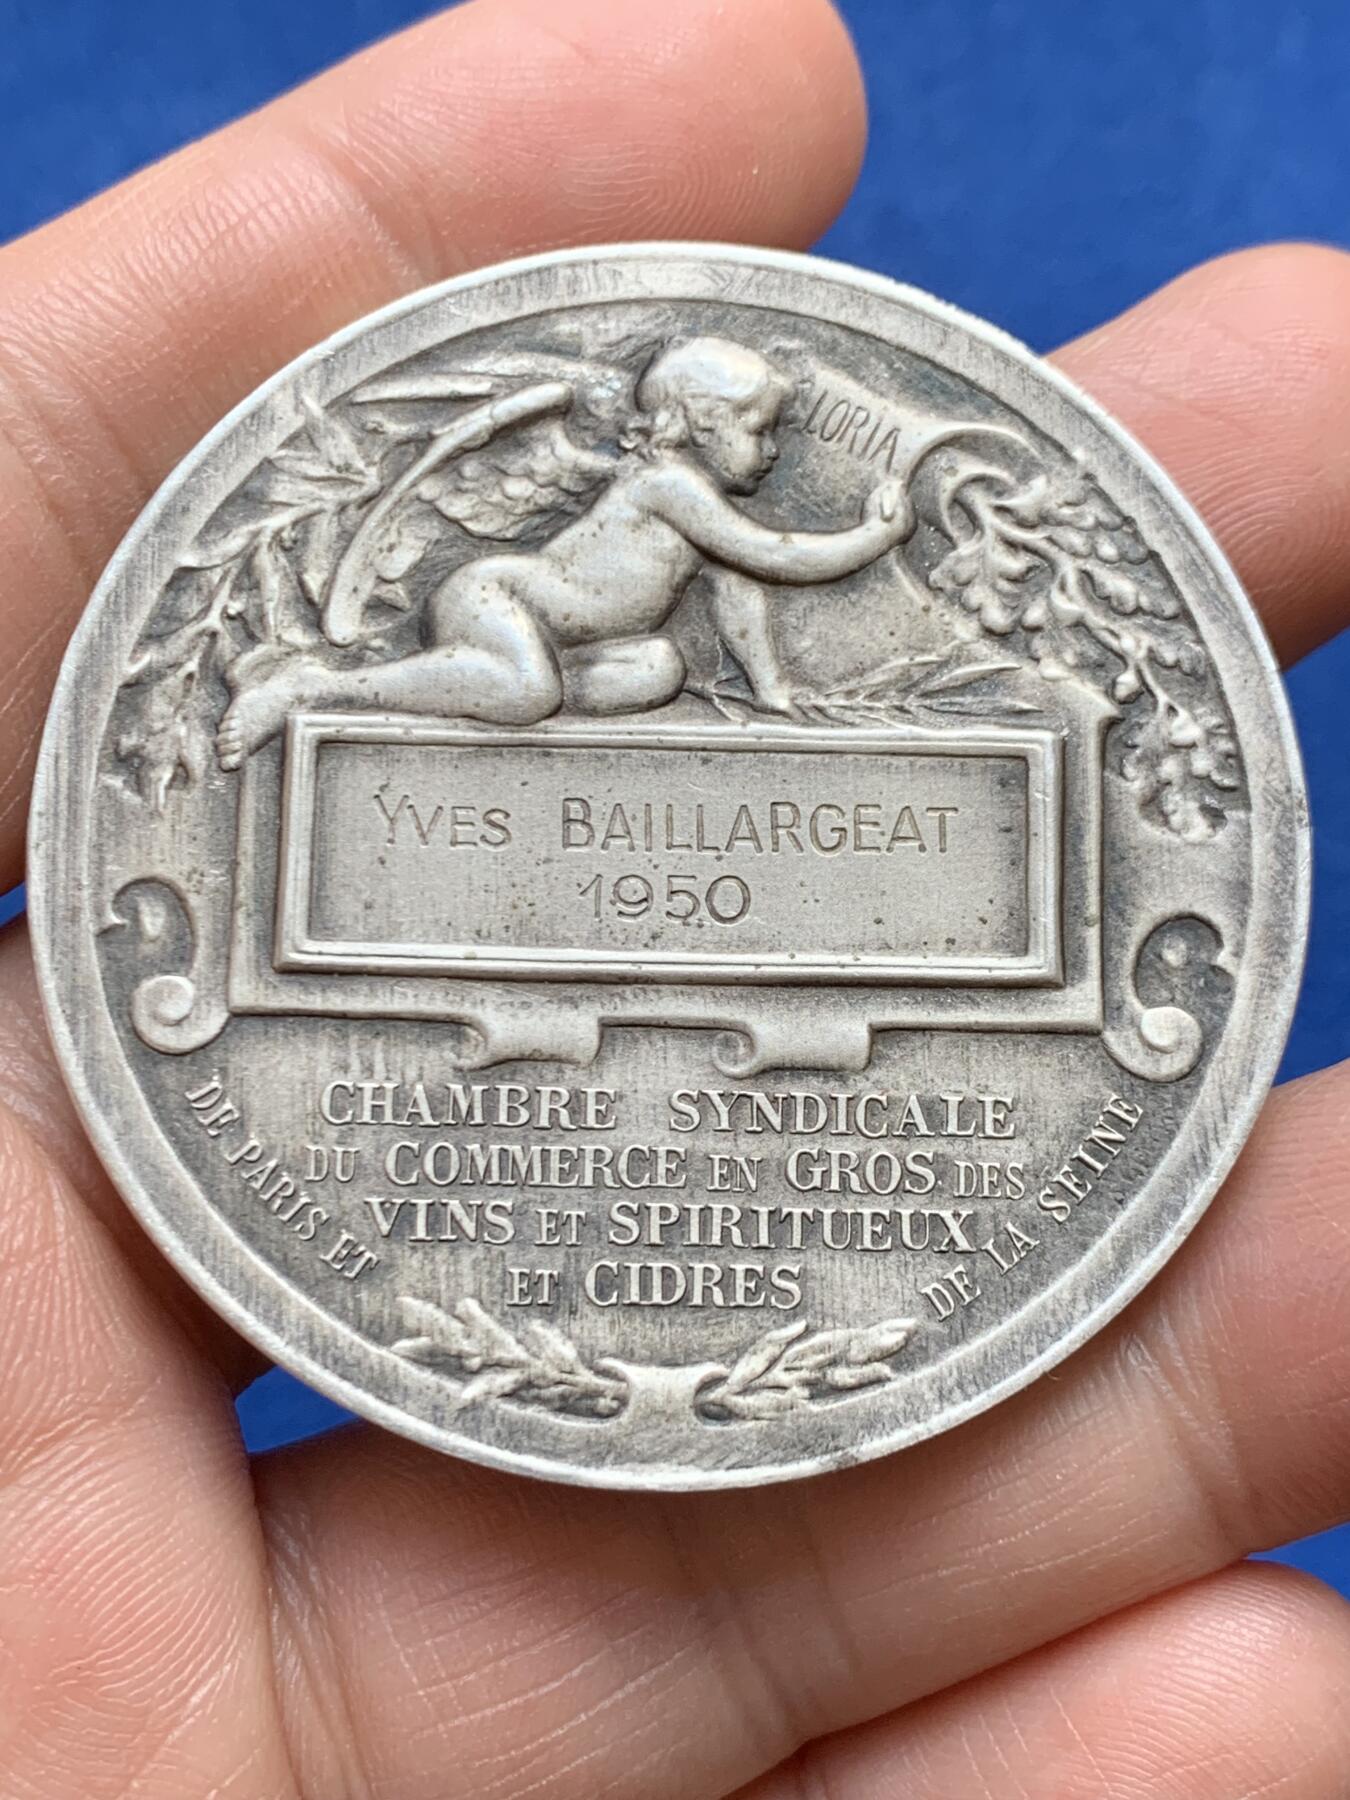 GLORIA
YVES BAILLARGEAT
1950
CHAMBRE SYNDICALE
DU COMMERCE EN GROS DES
VINS ET SPIRITUEUX
ET CIDRES
DE PARIS ET
DE LA SEINE